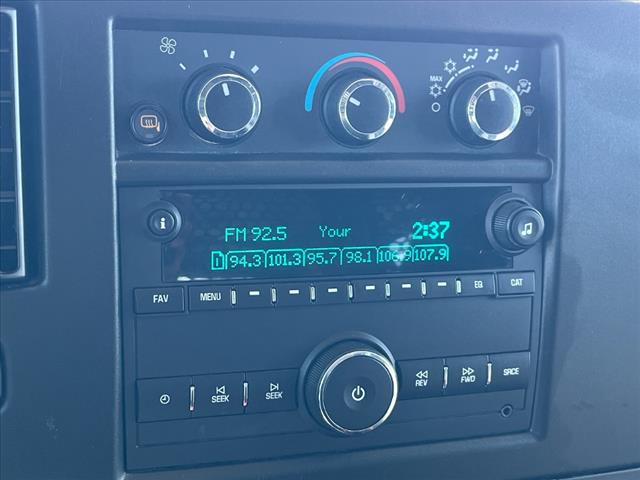 MAX
i
FM 92.5 Your 2:37
1 94.3 101.3 95.7 98.1 106.9 107.9
FAV MENU EQ CAT
SEEK SEEK REV FWD SRCE